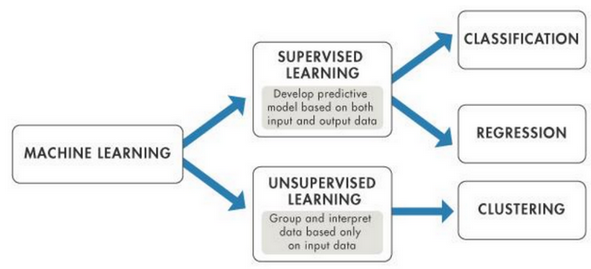 MACHINE LEARNING
SUPERVISED
LEARNING
Develop predictive
model based on both
input and output data
CLASSIFICATION
REGRESSION
UNSUPERVISED
LEARNING
Group and interpret
data based only
on input data
CLUSTERING